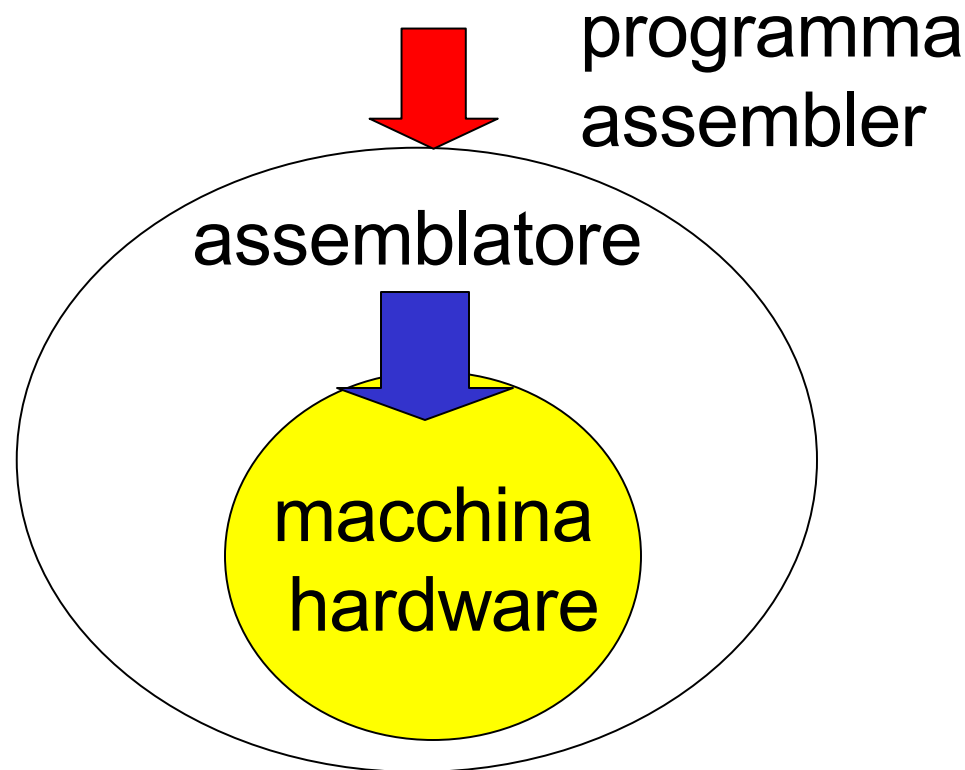 programma
assembler
assemblatore
macchina
hardware